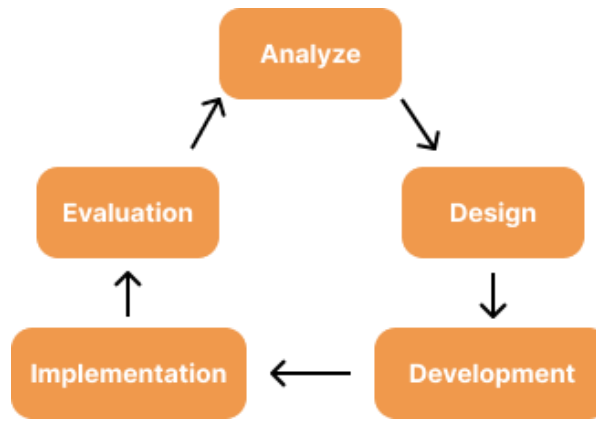 Analyze
Evaluation
Design
Implementation
Development